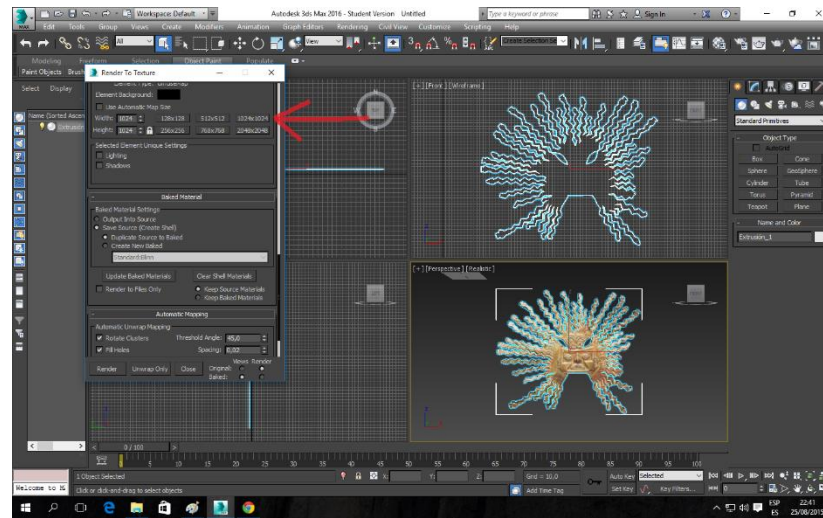 Workspace: Default
Autodesk 3ds Max 2016 - Student Version Untitled
Type a keyword or phrase
Sign In
MAX
Edit Tools Group Views Create Modifiers Animation Graph Editors Rendering Civil View Customize Scripting Help
All
View
Modeling Freeform Selection Object Paint Populate
Paint Objects
Render To Texture
Select Display
Element Background:
Use Automatic Map Size
Width: 1024 128x128 512x512 1024x1024
Height: 1024 256x256 768x768 2048x2048
Selected Element Unique Settings
Lighting
Shadows
Baked Material
Baked Material Settings
Output Into Source
Save Source (Create Shell)
Duplicate Source to Baked
Create New Baked
Standard:Blinn
Update Baked Materials Clear Shell Materials
Render to Files Only Keep Source Materials
Keep Baked Materials
Automatic Mapping
Automatic Unwrap Mapping
Rotate Clusters Threshold Angle: 45,0
Fill Holes Spacing: 0,02
Views Render
Render Unwrap Only Close Original:
Baked:
[+] [Front] [Wireframe]
[+] [Perspective] [Realistic]
Standard Primitives
Object Type
AutoGrid
Box Cone
Sphere GeoSphere
Cylinder Tube
Torus Pyramid
Teapot Plane
Name and Color
Extrusión_1
0 / 100
5 10 15 20 25 30 35 40 45 50 55 60 65 70 75 80 85 90 95 100
1 Object Selected
X: Y: Z: Grid = 10,0
Auto Key Selected
Welcome to M
Click or click-and-drag to select objects
Add Time Tag
Set Key Key Filters...
ESP 22:41
ES 25/08/2015